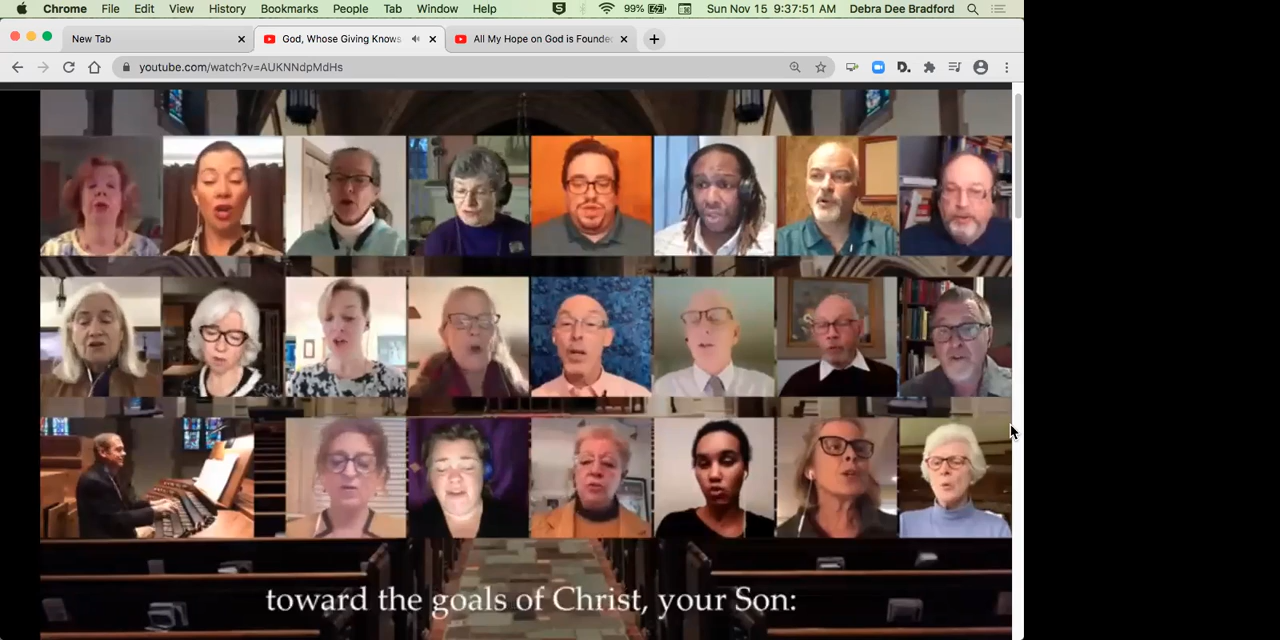 Chrome File Edit View History Bookmarks People Tab Window Help 99% Sun Nov 15 9:37:51 AM Debra Dee Bradford
New Tab God, Whose Giving Knows All My Hope on God is Founde
youtube.com/watch?v=AUKNNdpMdHs
toward the goals of Christ, your Son: